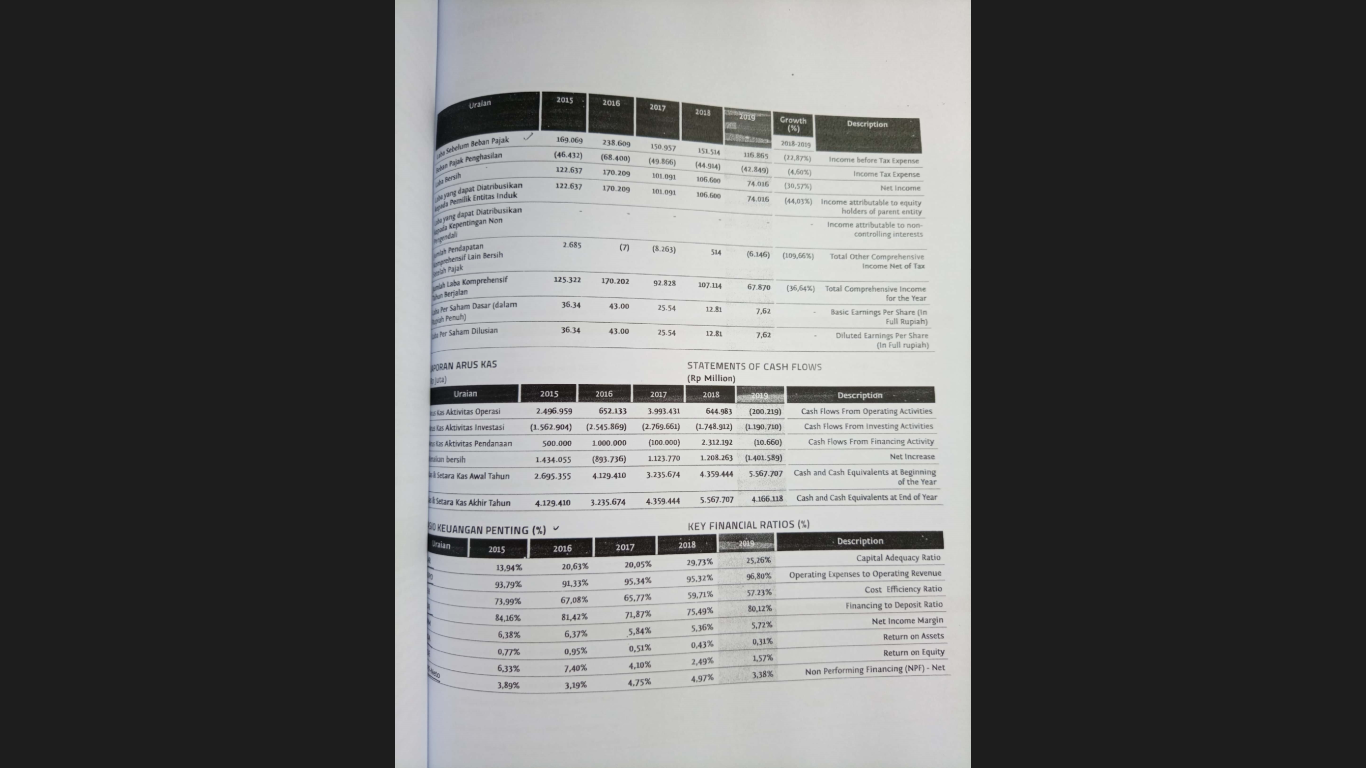 Uraian 2015 2016 2017 2018 2019 Growth (%) Description
2018-2019
Laba Sebelum Beban Pajak 169.069 238.609 150.957 151.514 116.865 (22,87%) Income before Tax Expense
Beban Pajak Penghasilan (46.432) (68.400) (49.866) (44.914) (42.849) (4,60%) Income Tax Expense
Laba Bersih 122.637 170.209 101.091 106.600 74.016 (30,57%) Net Income
yang dapat Diatribusikan 122.637 170.209 101.091 106.600 74.016 (44,03%) Income attributable to equity
Pemilik Entitas Induk holders of parent entity
yang dapat Diatribusikan - - - - - - Income attributable to non-
Kepentingan Non controlling interests
Pendapatan 2.685 (7) (8.263) 514 (6.146) (109,66%) Total Other Comprehensive
Lain Bersih Income Net of Tax
Pajak
Laba Komprehensif 125.322 170.202 92.828 107.114 67.870 (36,64%) Total Comprehensive Income
Berjalan for the Year
Per Saham Dasar (dalam 36.34 43.00 25.54 12.81 7,62 - Basic Earnings Per Share (In
Penuh) Full Rupiah)
Per Saham Dilusian 36.34 43.00 25.54 12.81 7,62 - Diluted Earnings Per Share
(In Full rupiah)
ARUS KAS STATEMENTS OF CASH FLOWS
(Rp Million)
Uraian 2015 2016 2017 2018 2019 Description
Kas Aktivitas Operasi 2.496.959 652.133 3.993.431 644.983 (200.219) Cash Flows From Operating Activities
Kas Aktivitas Investasi (1.562.904) (2.545.869) (2.769.661) (1.748.912) (1.190.710) Cash Flows From Investing Activities
Kas Aktivitas Pendanaan 500.000 1.000.000 (100.000) 2.312.192 (10.660) Cash Flows From Financing Activity
bersih 1.434.055 (893.736) 1.123.770 1.208.263 (1.401.589) Net Increase
Setara Kas Awal Tahun 2.695.355 4.129.410 3.235.674 4.359.444 5.567.707 Cash and Cash Equivalents at Beginning
of the Year
Setara Kas Akhir Tahun 4.129.410 3.235.674 4.359.444 5.567.707 4.166.118 Cash and Cash Equivalents at End of Year
KEUANGAN PENTING (%) KEY FINANCIAL RATIOS (%)
Uraian 2015 2016 2017 2018 2019 Description
13,94% 20,63% 20,05% 29,73% 25,26% Capital Adequacy Ratio
93,79% 91,33% 95,34% 95,32% 96,80% Operating Expenses to Operating Revenue
73,99% 67,08% 65,77% 59,71% 57.23% Cost Efficiency Ratio
84,16% 81,42% 71,87% 75,49% 80,12% Financing to Deposit Ratio
6,38% 6,37% 5,84% 5,36% 5,72% Net Income Margin
0,77% 0,95% 0,51% 0,43% 0,31% Return on Assets
6,33% 7,40% 4,10% 2,49% 1,57% Return on Equity
3,89% 3,19% 4.75% 4.97% 3,38% Non Performing Financing (NPF) - Net